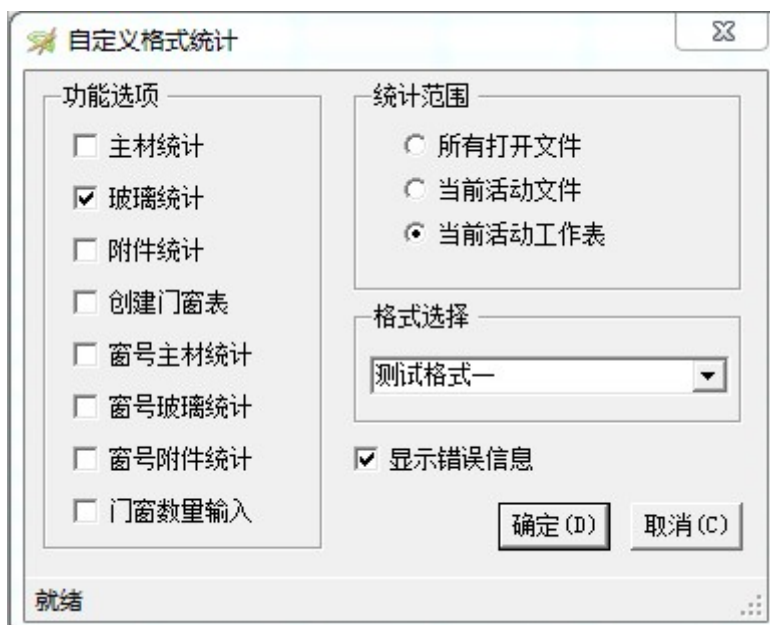 自定义格式统计
功能选项
主材统计
玻璃统计
附件统计
创建门窗表
窗号主材统计
窗号玻璃统计
窗号附件统计
门窗数量输入
统计范围
所有打开文件
当前活动文件
当前活动工作表
格式选择
测试格式一
显示错误信息
确定(D)
取消(C)
就绪